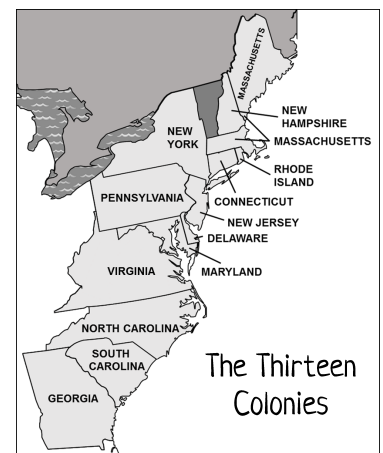 MASSACHUSETTS
NEW
HAMPSHIRE
MASSACHUSETTS
NEW
YORK
RHODE
ISLAND
CONNECTICUT
PENNSYLVANIA
NEW JERSEY
DELAWARE
MARYLAND
VIRGINIA
NORTH CAROLINA
SOUTH
CAROLINA
GEORGIA
The Thirteen
Colonies